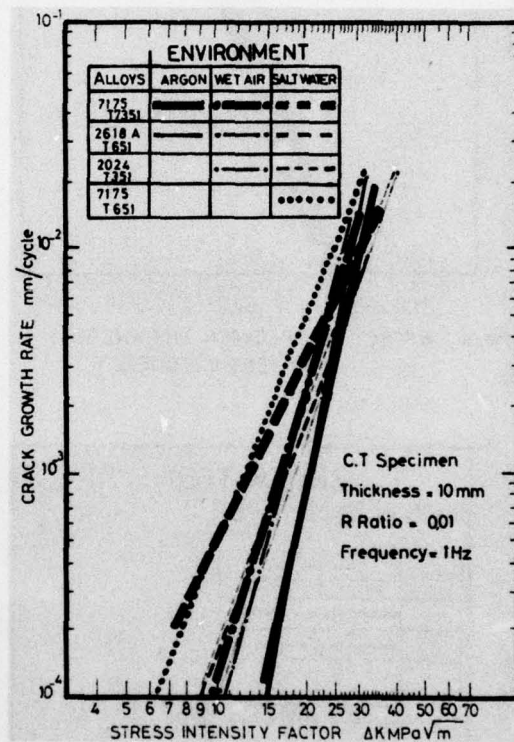 ENVIRONMENT
ALLOYS ARGON WET AIR SALT WATER
7175
T7351
2618 A
T651
2024
T351
7175
T651
10⁻¹
10⁻²
10⁻³
10⁻⁴
CRACK GROWTH RATE mm/cycle
C.T Specimen
Thickness = 10 mm
R Ratio = 0,01
Frequency = 1 Hz
4 5 6 7 8 9 10 15 20 25 30 40 50 60 70
STRESS INTENSITY FACTOR ΔK MPa√m